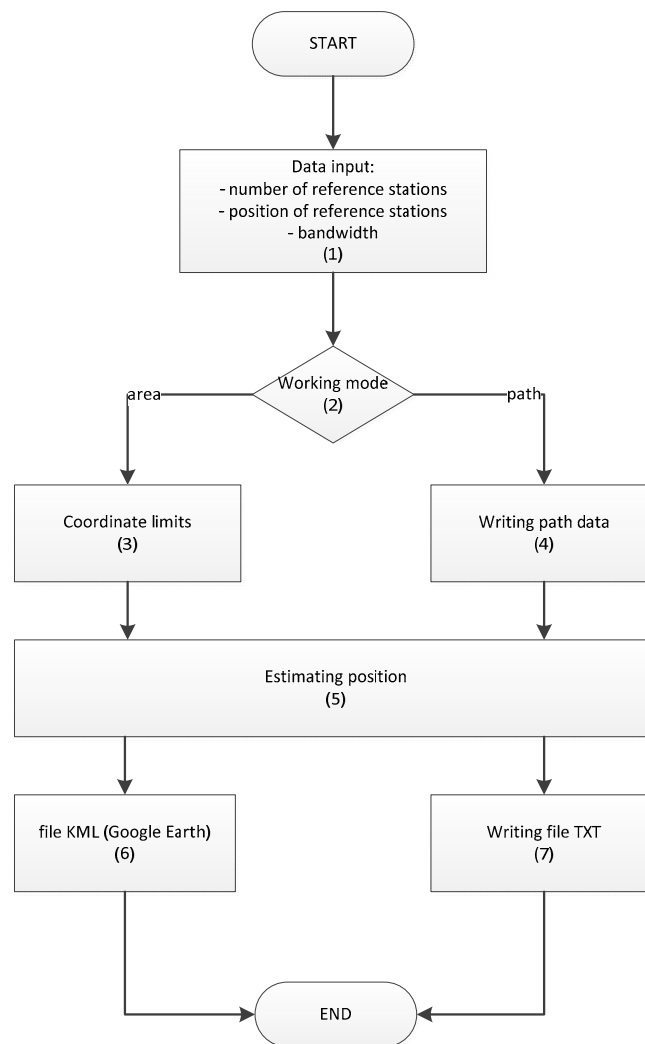 START
Data input:
- number of reference stations
- position of reference stations
- bandwidth
(1)
Working mode
(2)
area
path
Coordinate limits
(3)
Writing path data
(4)
Estimating position
(5)
file KML (Google Earth)
(6)
Writing file TXT
(7)
END